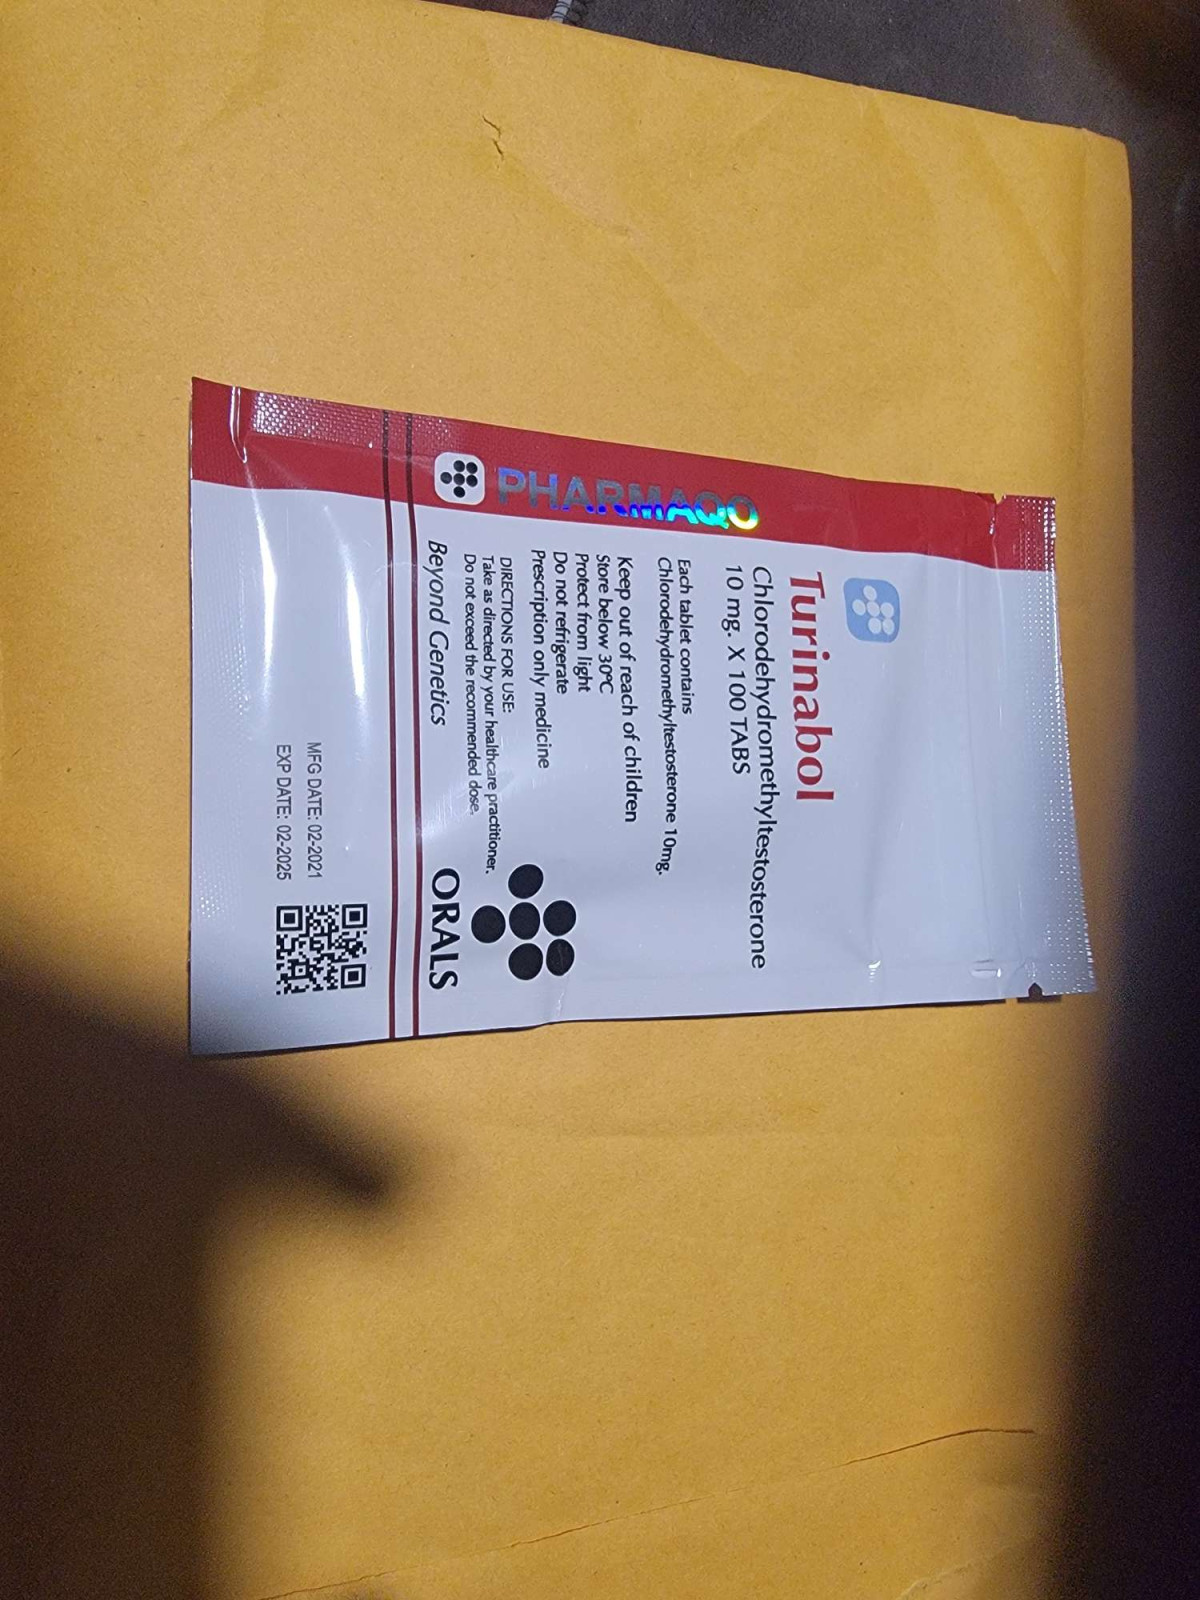 PHARMAQO
Turinabol
Chlorodehydromethyltestosterone
10 mg. X 100 TABS
Each tablet contains
Chlorodehydromethyltestosterone 10mg.
Keep out of reach of children
Store below 30°C
Protect from light
Do not refrigerate
Prescription only medicine
DIRECTIONS FOR USE:
Take as directed by your healthcare practitioner.
Do not exceed the recommended dose.
Beyond Genetics
ORALS
MFG DATE: 02-2021
EXP DATE: 02-2025